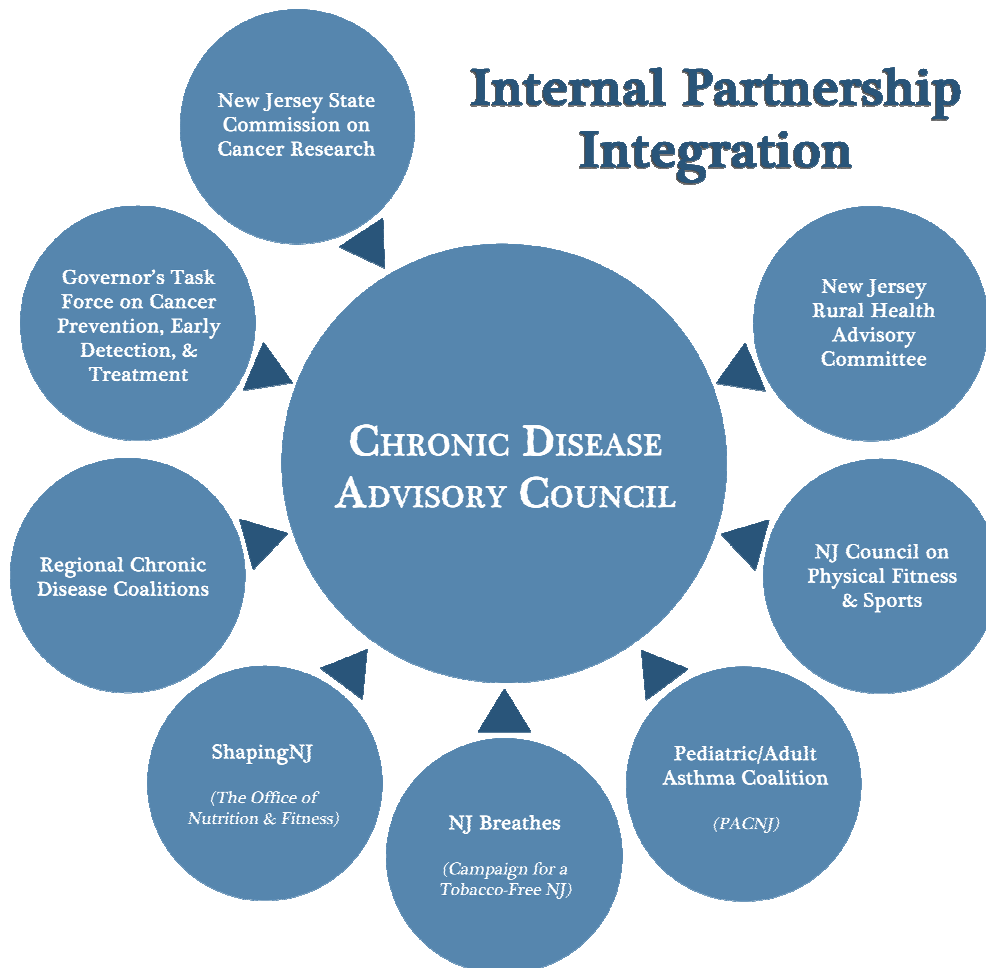 Internal Partnership
Integration
New Jersey State
Commission on
Cancer Research
Governor's Task
Force on Cancer
Prevention, Early
Detection, &
Treatment
New Jersey
Rural Health
Advisory
Committee
CHRONIC DISEASE
ADVISORY COUNCIL
Regional Chronic
Disease Coalitions
NJ Council on
Physical Fitness
& Sports
ShapingNJ
(The Office of
Nutrition & Fitness)
NJ Breathes
(Campaign for a
Tobacco-Free NJ)
Pediatric/Adult
Asthma Coalition
(PACNJ)